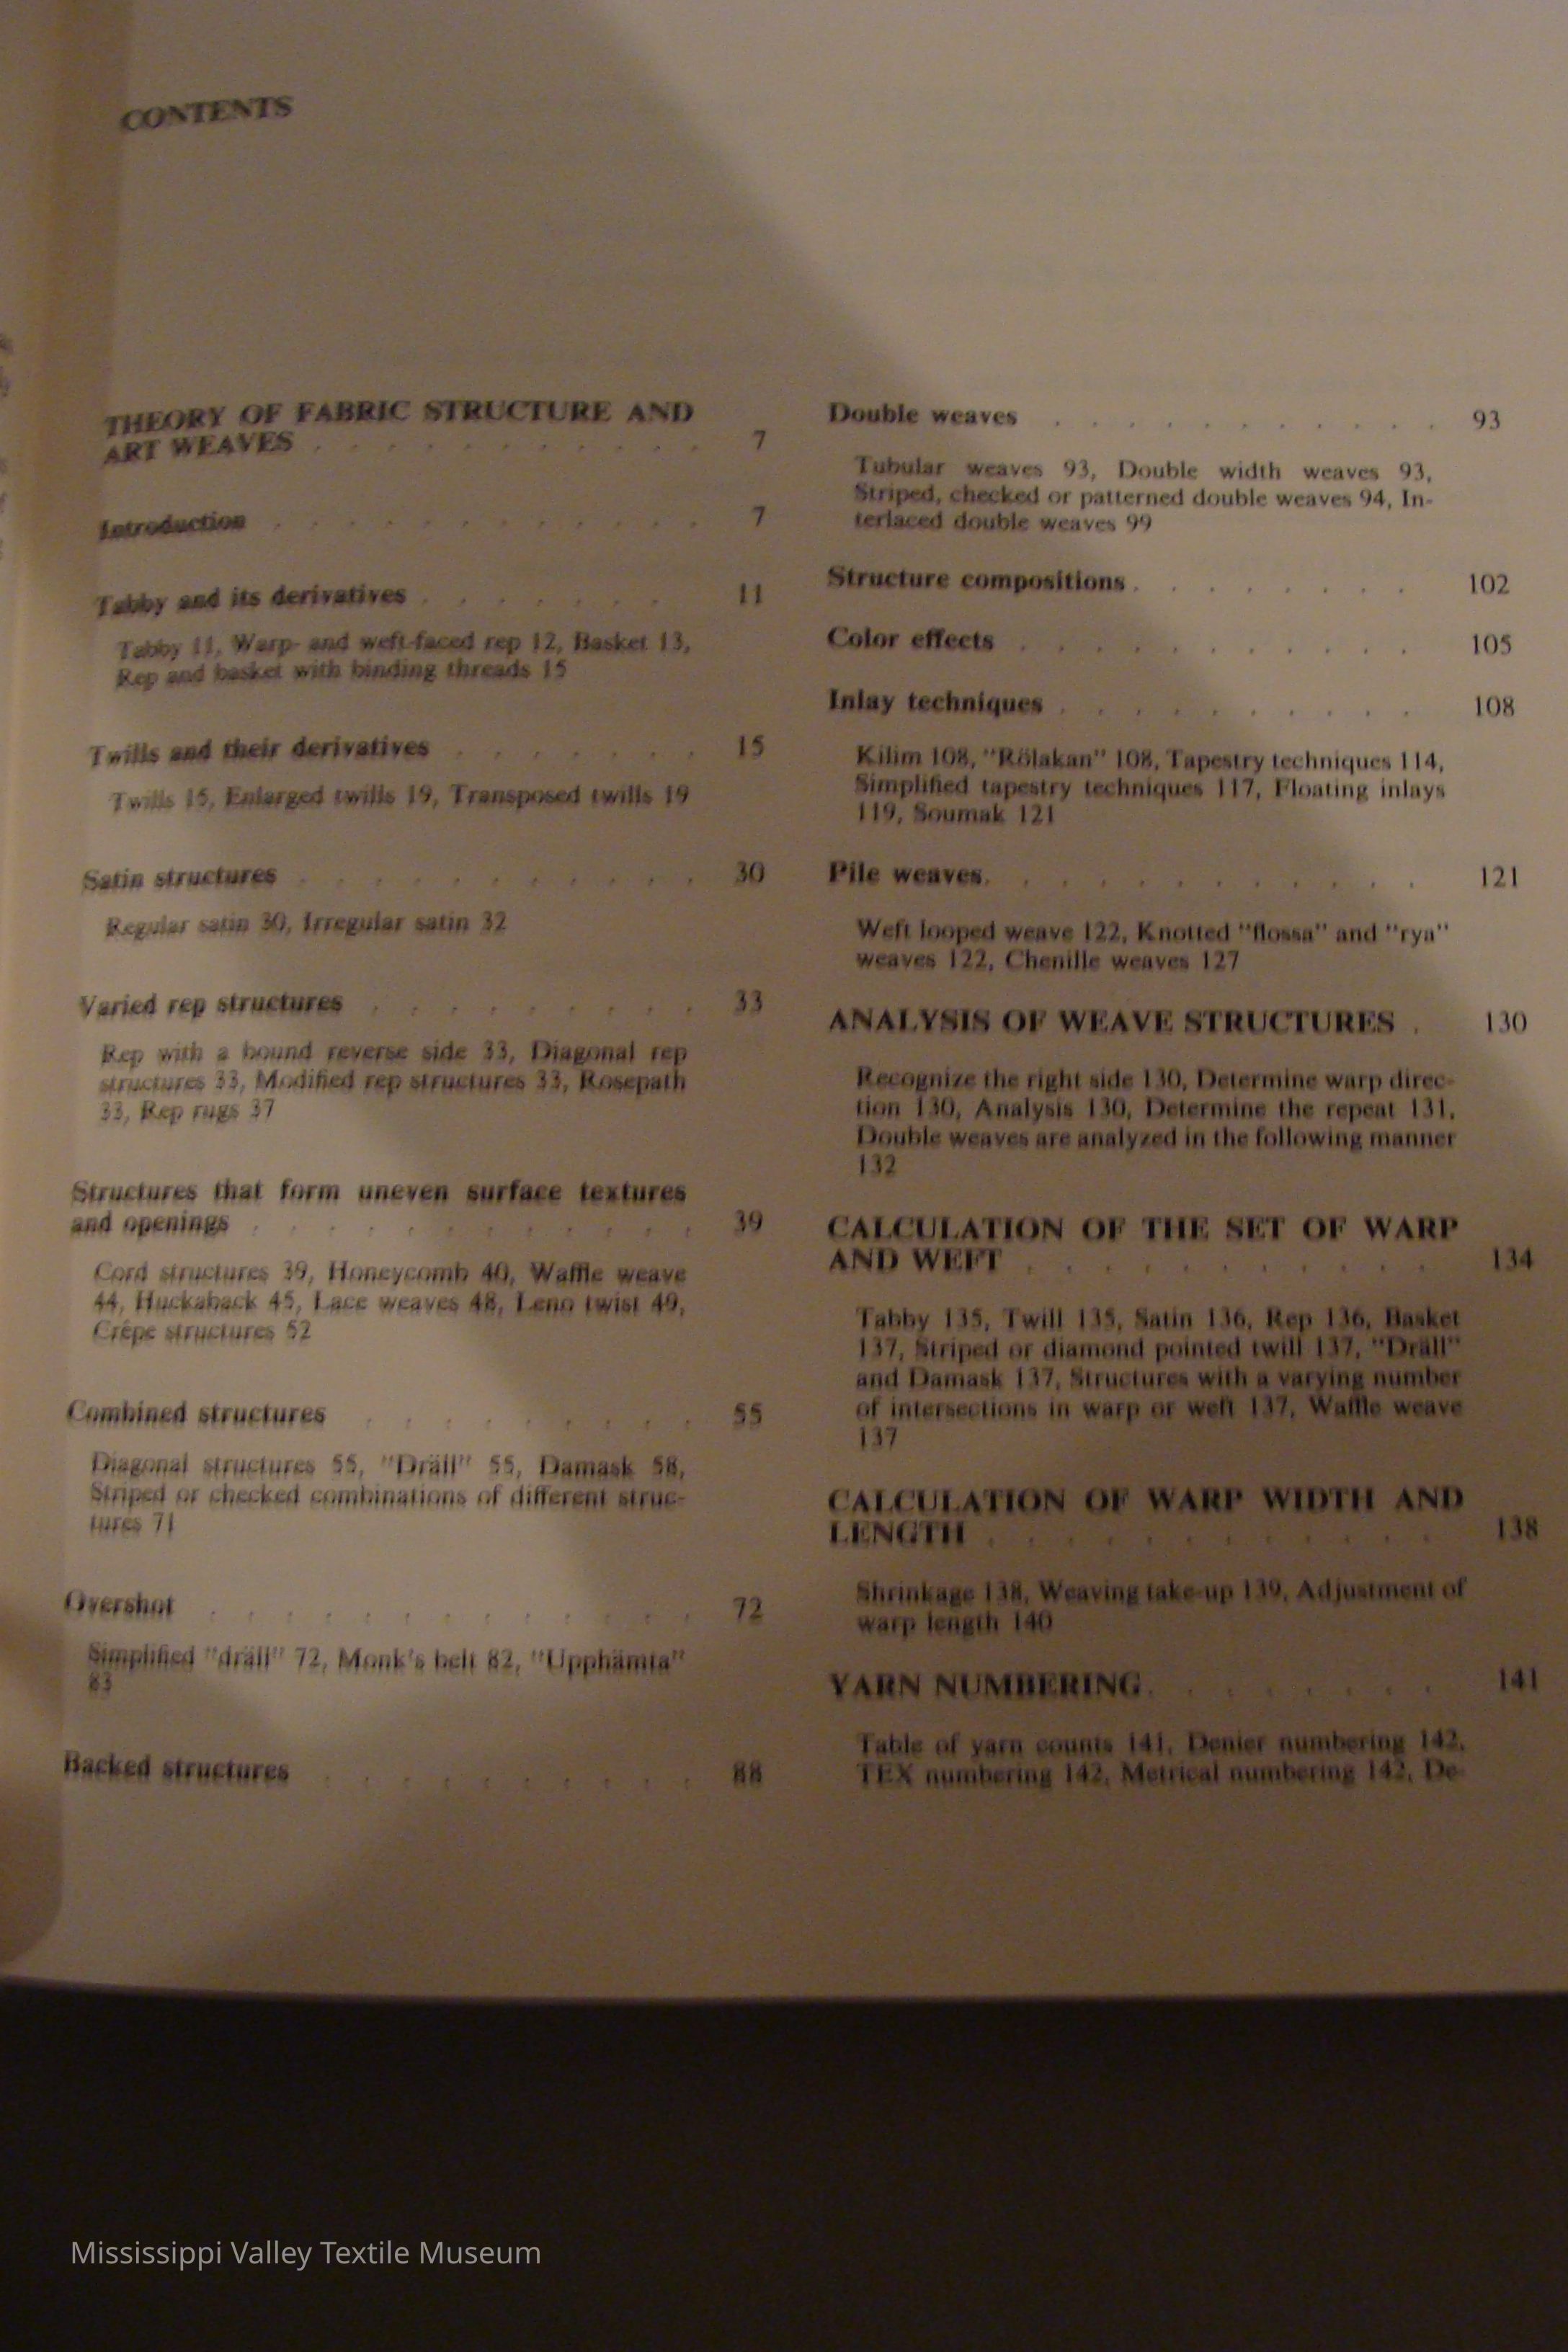 CONTENTS
THEORY OF FABRIC STRUCTURE AND
ART WEAVES . . . . . . . . . . . 7
Introduction . . . . . . . . . . . . 7
Tabby and its derivatives . . . . . . . 11
Tabby 11, Warp- and weft-faced rep 12, Basket 13,
Rep and basket with binding threads 15
Twills and their derivatives . . . . . . . 15
Twills 15, Enlarged twills 19, Transposed twills 19
Satin structures . . . . . . . . . . . 30
Regular satin 30, Irregular satin 32
Varied rep structures . . . . . . . . . 33
Rep with a bound reverse side 33, Diagonal rep
structures 33, Modified rep structures 33, Rosepath
33, Rep rugs 37
Structures that form uneven surface textures
and openings . . . . . . . . . . . . 39
Cord structures 39, Honeycomb 40, Waffle weave
44, Huckaback 45, Lace weaves 48, Leno twist 49,
Crêpe structures 52
Combined structures . . . . . . . . . 55
Diagonal structures 55, "Dräll" 55, Damask 58,
Striped or checked combinations of different struc-
tures 71
Overshot . . . . . . . . . . . . . 72
Simplified "dräll" 72, Monk's belt 82, "Upphämta"
83
Backed structures . . . . . . . . . . 88
Double weaves . . . . . . . . . . . 93
Tubular weaves 93, Double width weaves 93,
Striped, checked or patterned double weaves 94, In-
terlaced double weaves 99
Structure compositions . . . . . . . . 102
Color effects . . . . . . . . . . . 105
Inlay techniques . . . . . . . . . . 108
Kilim 108, "Rölakan" 108, Tapestry techniques 114,
Simplified tapestry techniques 117, Floating inlays
119, Soumak 121
Pile weaves. . . . . . . . . . . . 121
Weft looped weave 122, Knotted "flossa" and "rya"
weaves 122, Chenille weaves 127
ANALYSIS OF WEAVE STRUCTURES . 130
Recognize the right side 130, Determine warp direc-
tion 130, Analysis 130, Determine the repeat 131,
Double weaves are analyzed in the following manner
132
CALCULATION OF THE SET OF WARP
AND WEFT . . . . . . . . . . . 134
Tabby 135, Twill 135, Satin 136, Rep 136, Basket
137, Striped or diamond pointed twill 137, "Dräll"
and Damask 137, Structures with a varying number
of intersections in warp or weft 137, Waffle weave
137
CALCULATION OF WARP WIDTH AND
LENGTH . . . . . . . . . . . . 138
Shrinkage 138, Weaving take-up 139, Adjustment of
warp length 140
YARN NUMBERING. . . . . . . . . 141
Table of yarn counts 141, Denier numbering 142,
TEX numbering 142, Metrical numbering 142, De-
Mississippi Valley Textile Museum